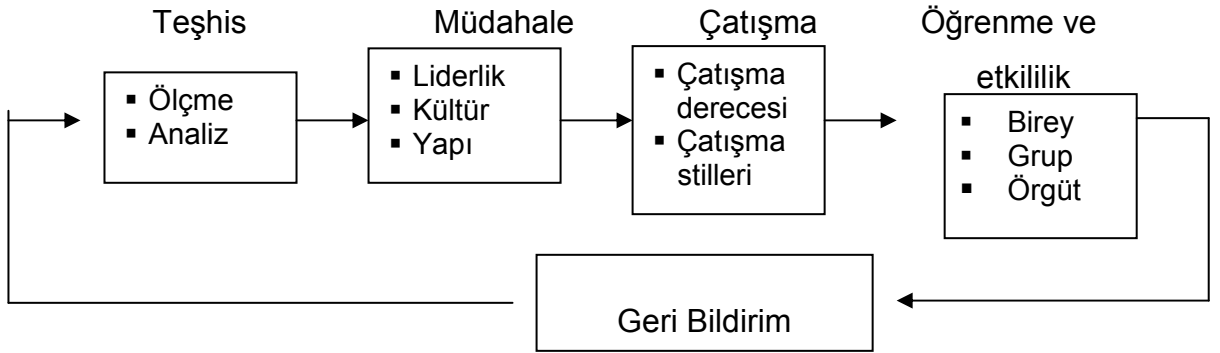 Teşhis
Müdahale
Çatışma
Öğrenme ve
etkililik
▪ Ölçme
▪ Analiz
▪ Liderlik
▪ Kültür
▪ Yapı
▪ Çatışma
derecesi
▪ Çatışma
stilleri
▪ Birey
▪ Grup
▪ Örgüt
Geri Bildirim